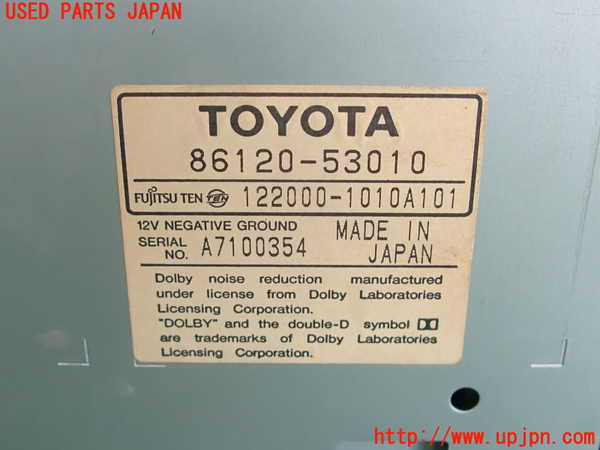 USED PARTS JAPAN
TOYOTA
86120-53010
FUJITSU TEN TEN 122000-1010A101
12V NEGATIVE GROUND
SERIAL NO. A7100354
MADE IN JAPAN
Dolby noise reduction manufactured
under license from Dolby Laboratories
Licensing Corporation.
"DOLBY" and the double-D symbol
are trademarks of Dolby Laboratories
Licensing Corporation.
http://www.upjpn.com/